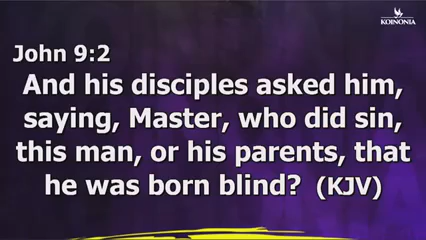 KOINONIA
John 9:2
And his disciples asked him,
saying, Master, who did sin,
this man, or his parents, that
he was born blind? (KJV)